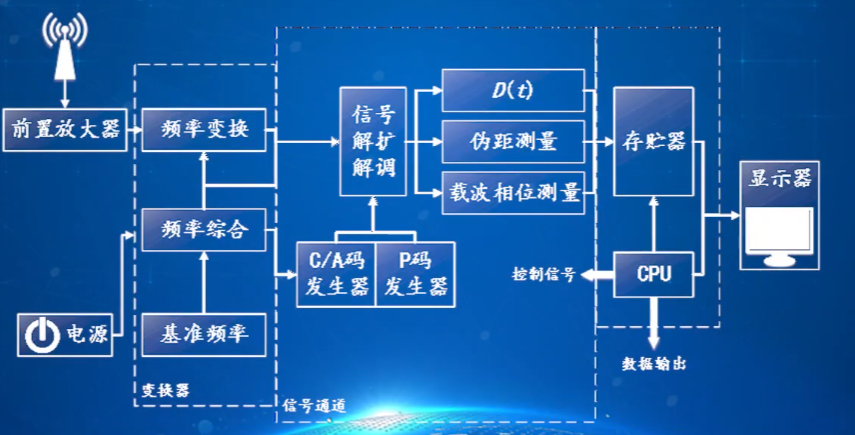 前置放大器
频率变换
信号
解扩
解调
D(t)
伪距测量
载波相位测量
存贮器
显示器
频率综合
C/A码
发生器
P码
发生器
控制信号
CPU
电源
基准频率
数据输出
变换器
信号通道